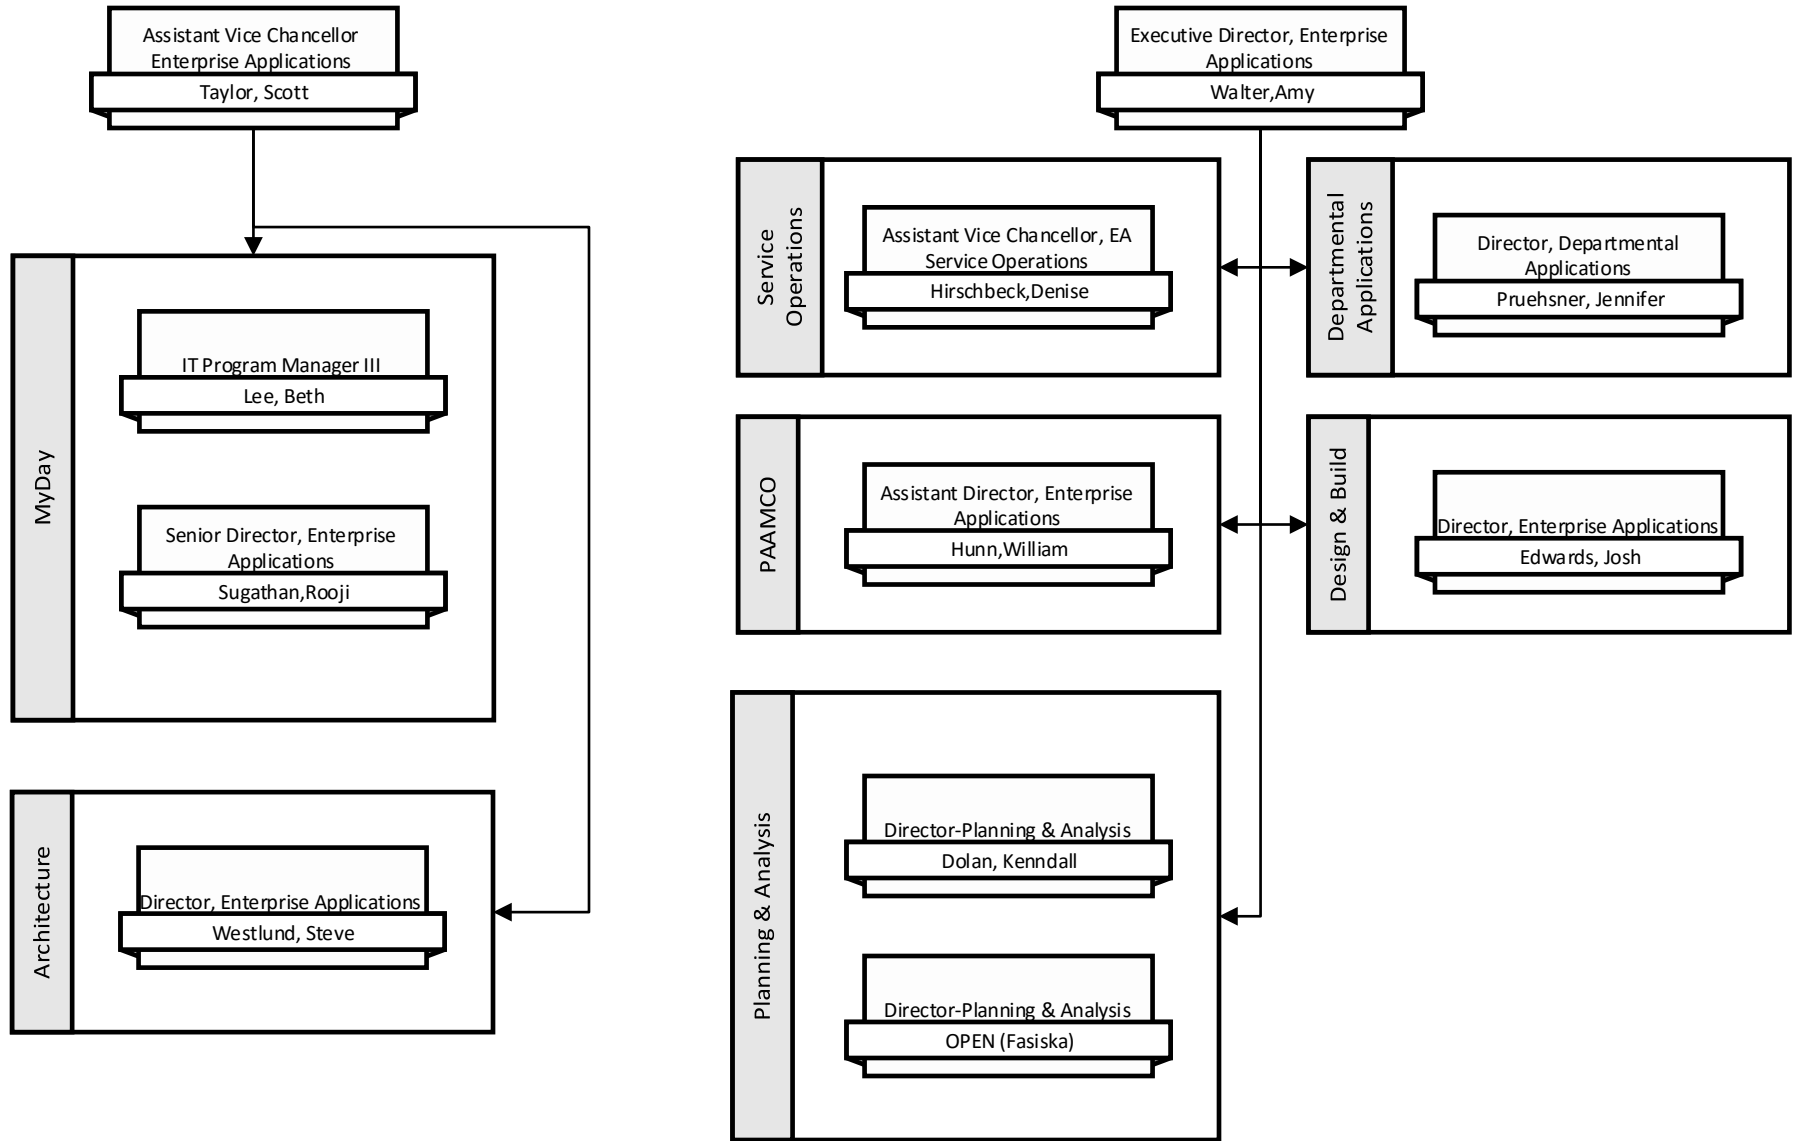 Assistant Vice Chancellor
Enterprise Applications
Taylor, Scott
MyDay
IT Program Manager III
Lee, Beth
Senior Director, Enterprise
Applications
Sugathan,Rooji
Architecture
Director, Enterprise Applications
Westlund, Steve
Executive Director, Enterprise
Applications
Walter,Amy
Service
Operations
Assistant Vice Chancellor, EA
Service Operations
Hirschbeck,Denise
Departmental
Applications
Director, Departmental
Applications
Pruehsner, Jennifer
PAAMCO
Assistant Director, Enterprise
Applications
Hunn,William
Design & Build
Director, Enterprise Applications
Edwards, Josh
Planning & Analysis
Director-Planning & Analysis
Dolan, Kenndall
Director-Planning & Analysis
OPEN (Fasiska)